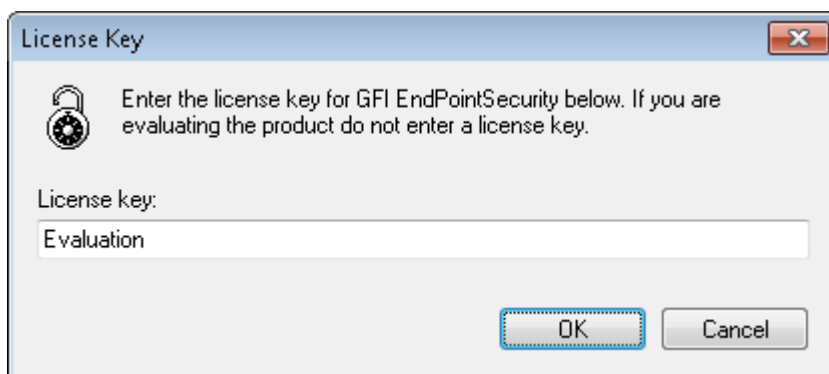 License Key
Enter the license key for GFI EndPointSecurity below. If you are
evaluating the product do not enter a license key.
License key:
Evaluation
OK
Cancel